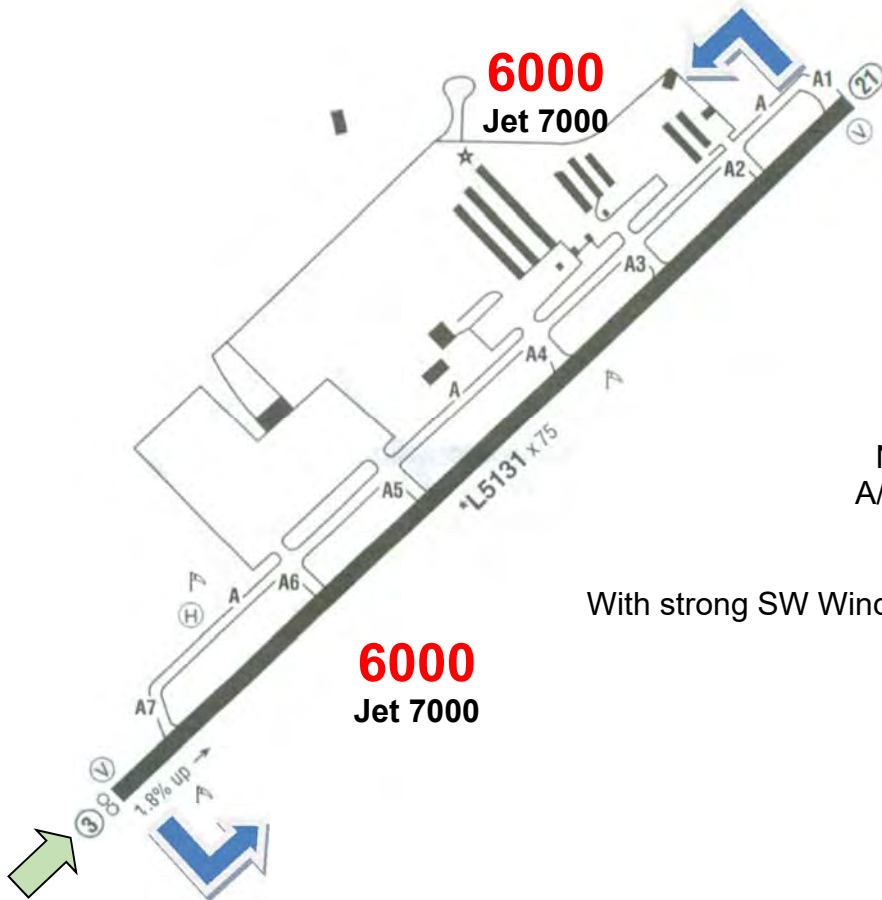 6000
Jet 7000
A1
21
A
V
A2
A3
A4
A
*L5131 x 75
A5
N
A/
A6
A
H
With strong SW Winc
6000
Jet 7000
A7
V
1.8% up →
3